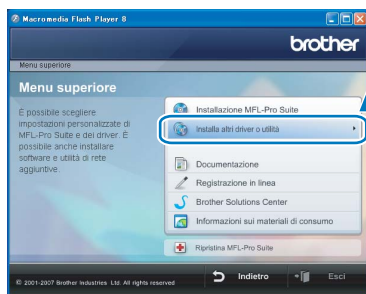 Macromedia Flash Player 8
brother
Menu superiore
Menu superiore
È possibile scegliere
impostazioni personalizzate di
MFL-Pro Suite e dei driver. È
possibile anche installare
software e utilità di rete
aggiuntive.
Installazione MFL-Pro Suite
Installa altri driver o utilità
Documentazione
Registrazione in linea
Brother Solutions Center
Informazioni sui materiali di consumo
Ripristina MFL-Pro Suite
© 2001-2007 Brother Industries Ltd. All rights reserved
Indietro
Esci